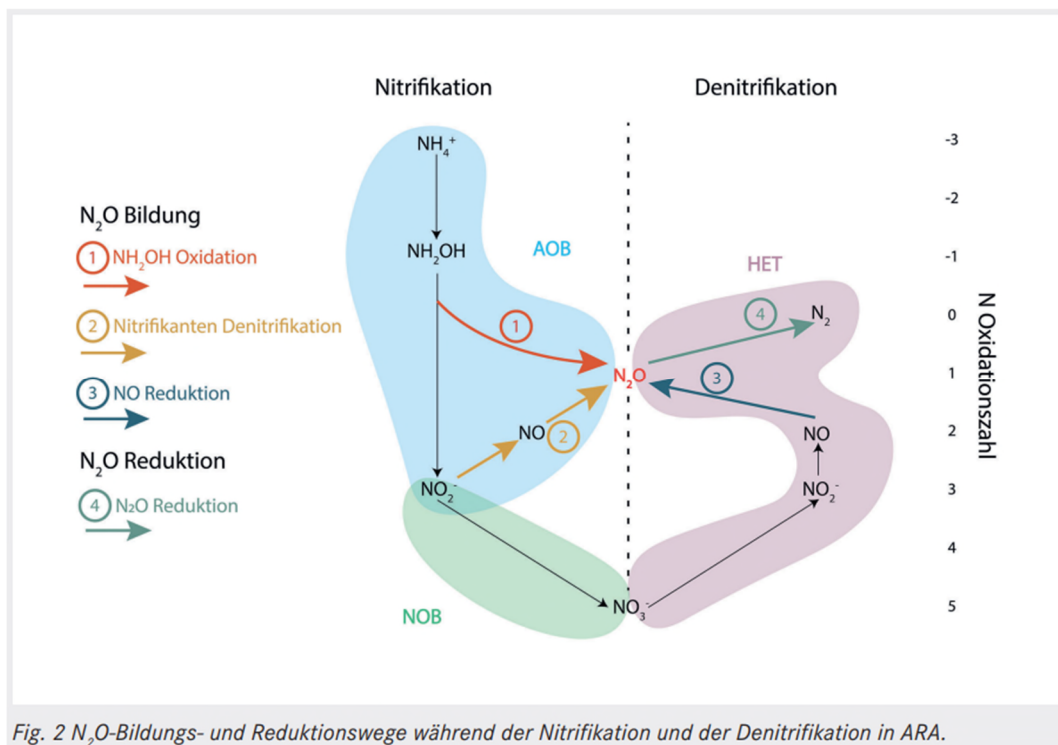 Nitrifikation
Denitrifikation
N₂O Bildung
1 NH₂OH Oxidation
2 Nitrifikanten Denitrifikation
3 NO Reduktion
N₂O Reduktion
4 N₂O Reduktion
NH₄⁺
NH₂OH
AOB
1
N₂O
NO 2
NO₂⁻
NOB
NO₃⁻
HET
4
N₂
3
NO
NO₂⁻
-3
-2
-1
0
1
2
3
4
5
N Oxidationszahl
Fig. 2 N₂O-Bildungs- und Reduktionswege während der Nitrifikation und der Denitrifikation in ARA.